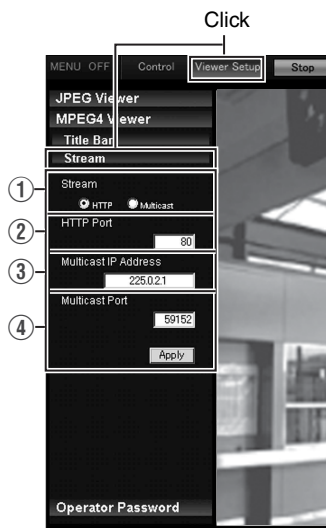 Click
MENU OFF Control Viewer Setup Stop
JPEG Viewer
MPEG4 Viewer
Title Bar
Stream
① Stream
HTTP Multicast
② HTTP Port
80
③ Multicast IP Address
225.0.2.1
④ Multicast Port
59152
Apply
Operator Password